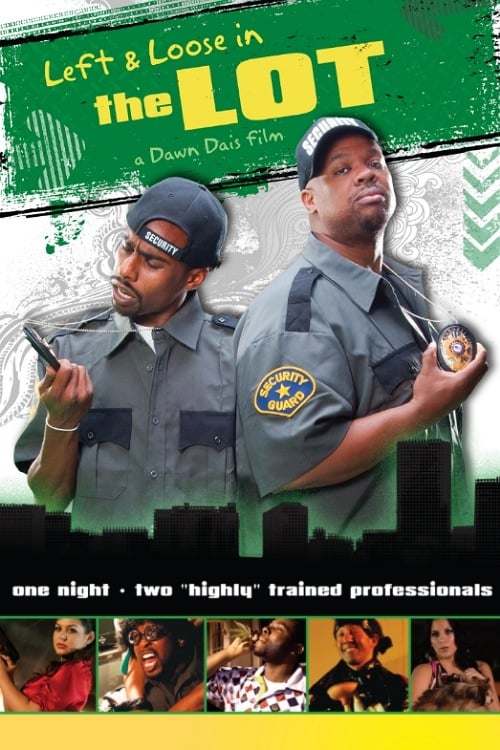 Left & Loose in
the LOT
a Dawn Dais film
SECURITY
SECURITY
SECURITY
GUARD
one night · two "highly" trained professionals